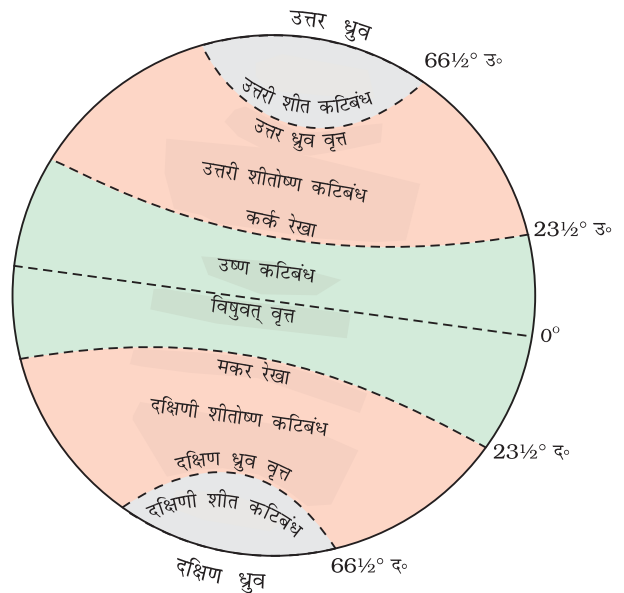 उत्तर ध्रुव
66½° उ॰
उत्तरी शीत कटिबंध
उत्तर ध्रुव वृत्त
उत्तरी शीतोष्ण कटिबंध
कर्क रेखा
23½° उ॰
उष्ण कटिबंध
विषुवत् वृत्त
0°
मकर रेखा
दक्षिणी शीतोष्ण कटिबंध
23½° द॰
दक्षिण ध्रुव वृत्त
दक्षिणी शीत कटिबंध
66½° द॰
दक्षिण ध्रुव